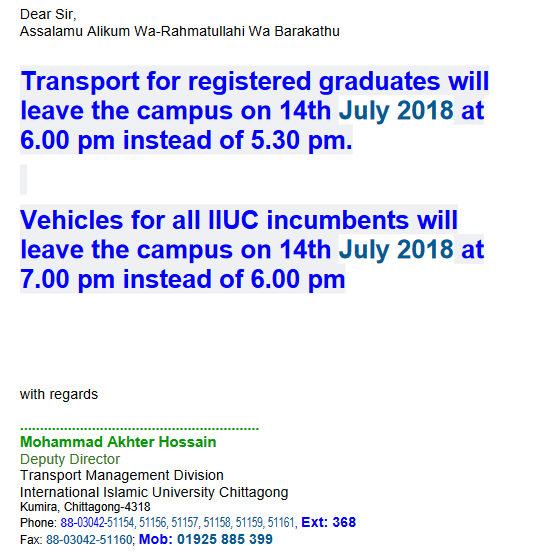 Dear Sir,
Assalamu Alikum Wa-Rahmatullahi Wa Barakathu
Transport for registered graduates will
leave the campus on 14th July 2018 at
6.00 pm instead of 5.30 pm.
Vehicles for all IIUC incumbents will
leave the campus on 14th July 2018 at
7.00 pm instead of 6.00 pm
with regards
............................................................
Mohammad Akhter Hossain
Deputy Director
Transport Management Division
International Islamic University Chittagong
Kumira, Chittagong-4318
Phone: 88-03042-51154, 51156, 51157, 51158, 51159, 51161, Ext: 368
Fax: 88-03042-51160; Mob: 01925 885 399